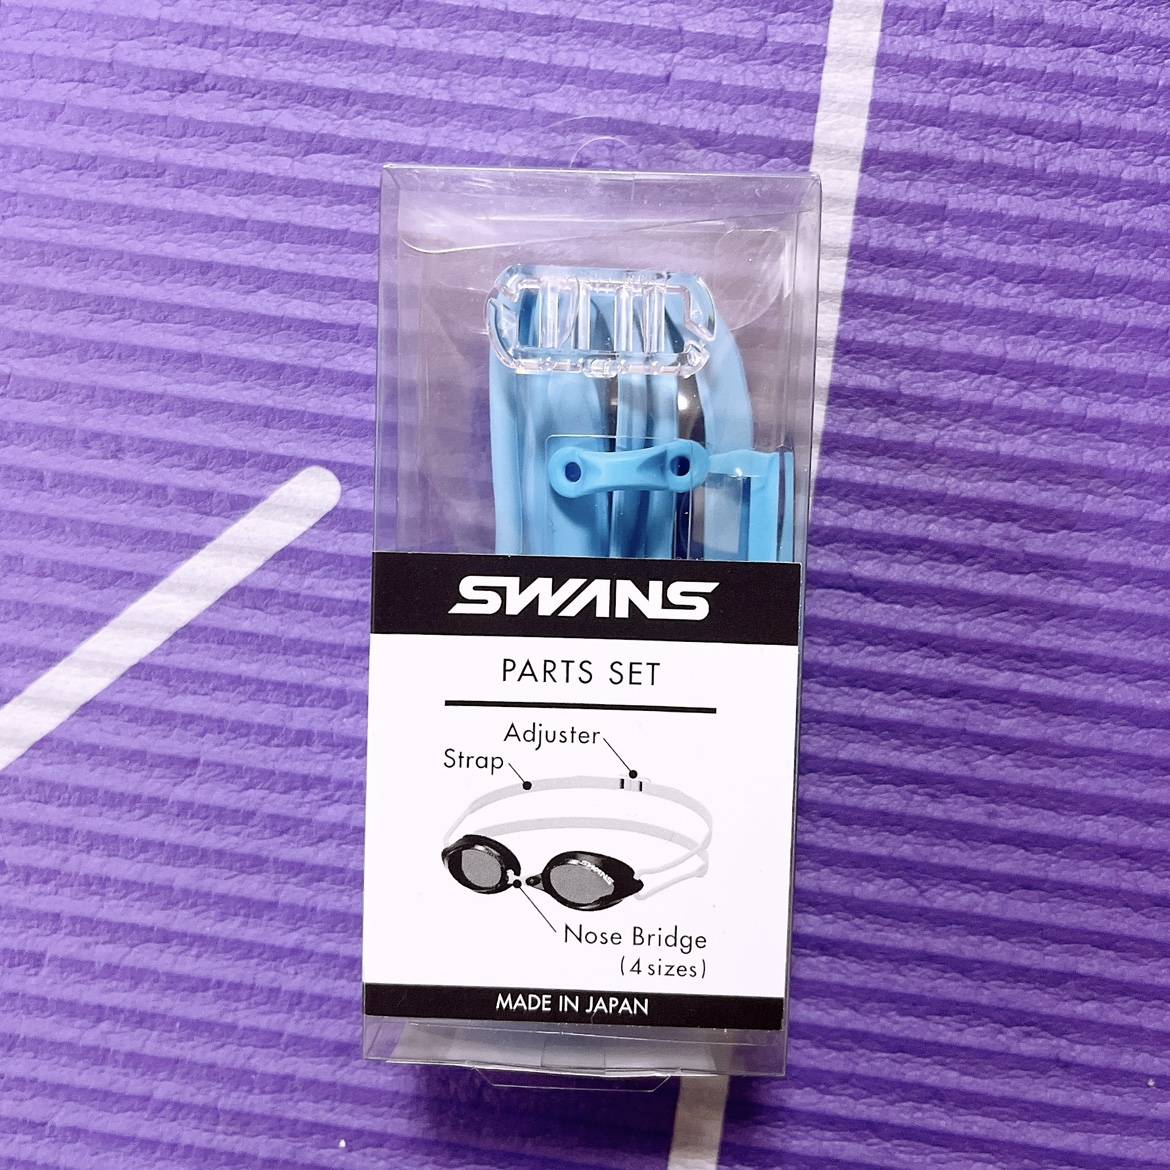 SWANS
PARTS SET
Adjuster
Strap
SWANS
Nose Bridge
(4 sizes)
MADE IN JAPAN